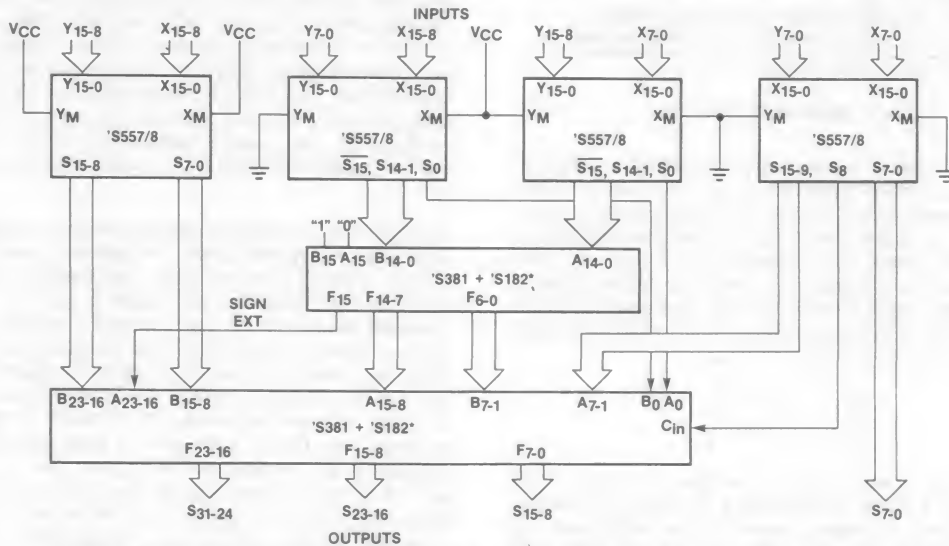 INPUTS
VCC Y15-8 X15-8 VCC Y7-0 X15-8 Y15-8 X7-0 Y7-0 X7-0
Y15-0 X15-0 Y15-0 X15-0 Y15-0 X15-0 X15-0 X15-0
YM XM YM XM YM XM YM XM
'S557/8 'S557/8 'S557/8 'S557/8
S15-8 S7-0 S15, S14-1, S0 S15, S14-1, S0 S15-9, S8 S7-0
"1" "0"
B15 A15 B14-0 A14-0
'S381 + 'S182*
F15 F14-7 F6-0
SIGN
EXT
B23-16 A23-16 B15-8 A15-8 B7-1 A7-1 B0 A0
'S381 + 'S182*
Cin
F23-16 F15-8 F7-0
S31-24 S23-16 S15-8 S7-0
OUTPUTS